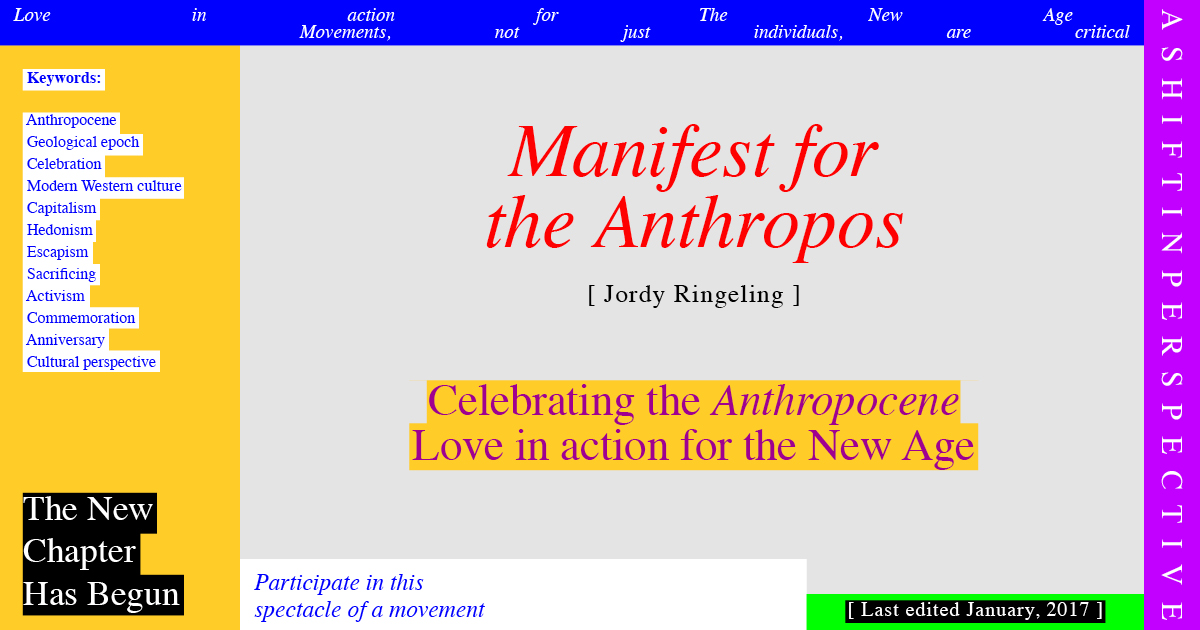 Love in action for The New Age
Movements, not just individuals, are critical
Keywords:
Anthropocene
Geological epoch
Celebration
Modern Western culture
Capitalism
Hedonism
Escapism
Sacrificing
Activism
Commemoration
Anniversary
Cultural perspective
The New
Chapter
Has Begun
Manifest for
the Anthropos
[ Jordy Ringeling ]
Celebrating the Anthropocene
Love in action for the New Age
Participate in this
spectacle of a movement
[ Last edited January, 2017 ]
A SHIFT IN PERSPECTIVE